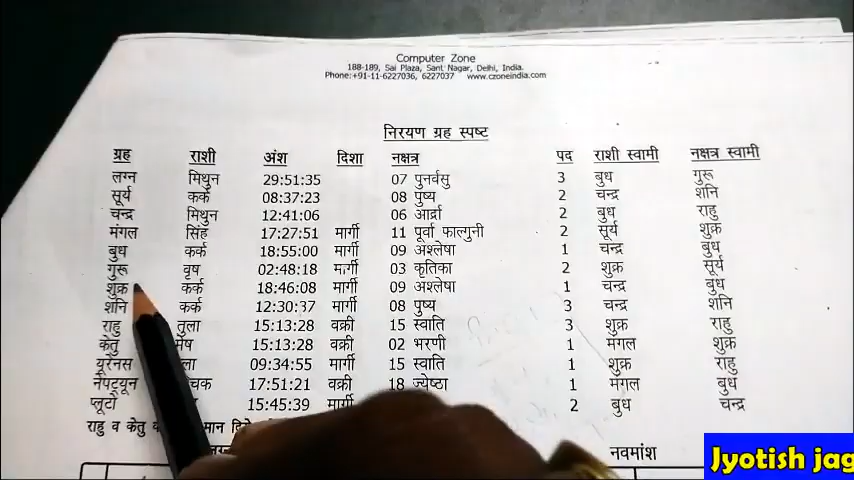 Computer Zone
188-189, Sai Plaza, Sant Nagar, Delhi, India.
Phone:+91-11-6227036, 6227037 www.czoneindia.com
निरयण ग्रह स्पष्ट
ग्रह राशी अंश दिशा नक्षत्र पद राशी स्वामी नक्षत्र स्वामी
लग्न मिथुन 29:51:35 07 पुनर्वसु 3 बुध गुरू
सूर्य कर्क 08:37:23 08 पुष्य 2 चन्द्र शनि
चन्द्र मिथुन 12:41:06 06 आर्द्रा 2 बुध राहु
मंगल सिंह 17:27:51 मार्गी 11 पूर्वा फाल्गुनी 2 सूर्य शुक्र
बुध कर्क 18:55:00 मार्गी 09 अश्लेषा 1 चन्द्र बुध
गुरू वृष 02:48:18 मार्गी 03 कृतिका 2 शुक्र सूर्य
शुक्र कर्क 18:46:08 मार्गी 09 अश्लेषा 1 चन्द्र बुध
शनि कर्क 12:30:37 मार्गी 08 पुष्य 3 चन्द्र शनि
राहु तुला 15:13:28 वक्री 15 स्वाति 3 शुक्र राहु
केतु मेष 15:13:28 वक्री 02 भरणी 1 मंगल शुक्र
यूरेनस 09:34:55 मार्गी 15 स्वाति 1 शुक्र राहु
नेपट्यून 17:51:21 वक्री 18 ज्येष्ठा 1 मंगल बुध
प्लूटो 15:45:39 मार्गी 2 बुध चन्द्र
राहु व केतु
नवमांश
Jyotish jag